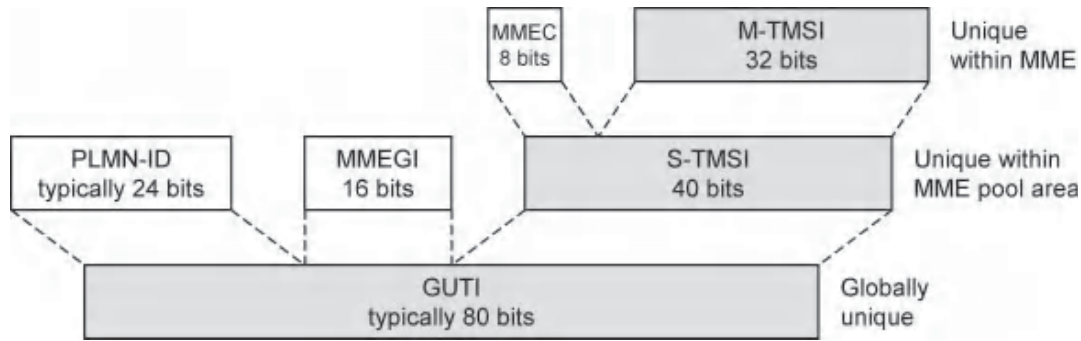 MMEC
8 bits
M-TMSI
32 bits
Unique
within MME
PLMN-ID
typically 24 bits
MMEGI
16 bits
S-TMSI
40 bits
Unique within
MME pool area
GUTI
typically 80 bits
Globally
unique